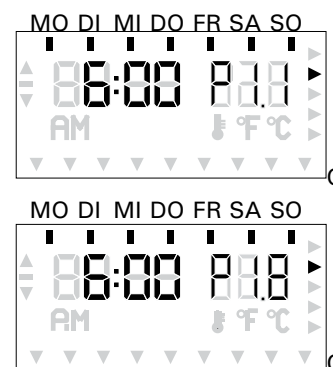 MO DI MI DO FR SA SO
6:00 P1.1
AM °F °C
MO DI MI DO FR SA SO
6:00 P1.8
AM °F °C